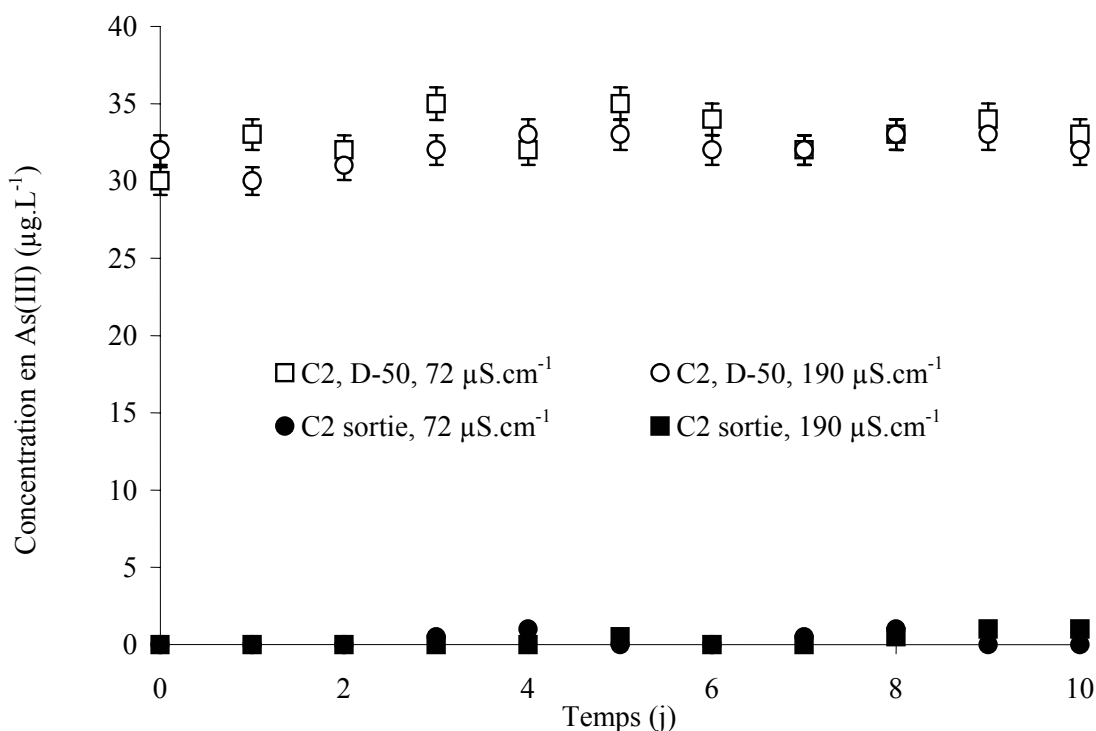 40
35
30
25
20
15
10
5
0
Concentration en As(III) (µg.L⁻¹)
C2, D-50, 72 µS.cm⁻¹
C2, D-50, 190 µS.cm⁻¹
C2 sortie, 72 µS.cm⁻¹
C2 sortie, 190 µS.cm⁻¹
0 2 4 6 8 10
Temps (j)